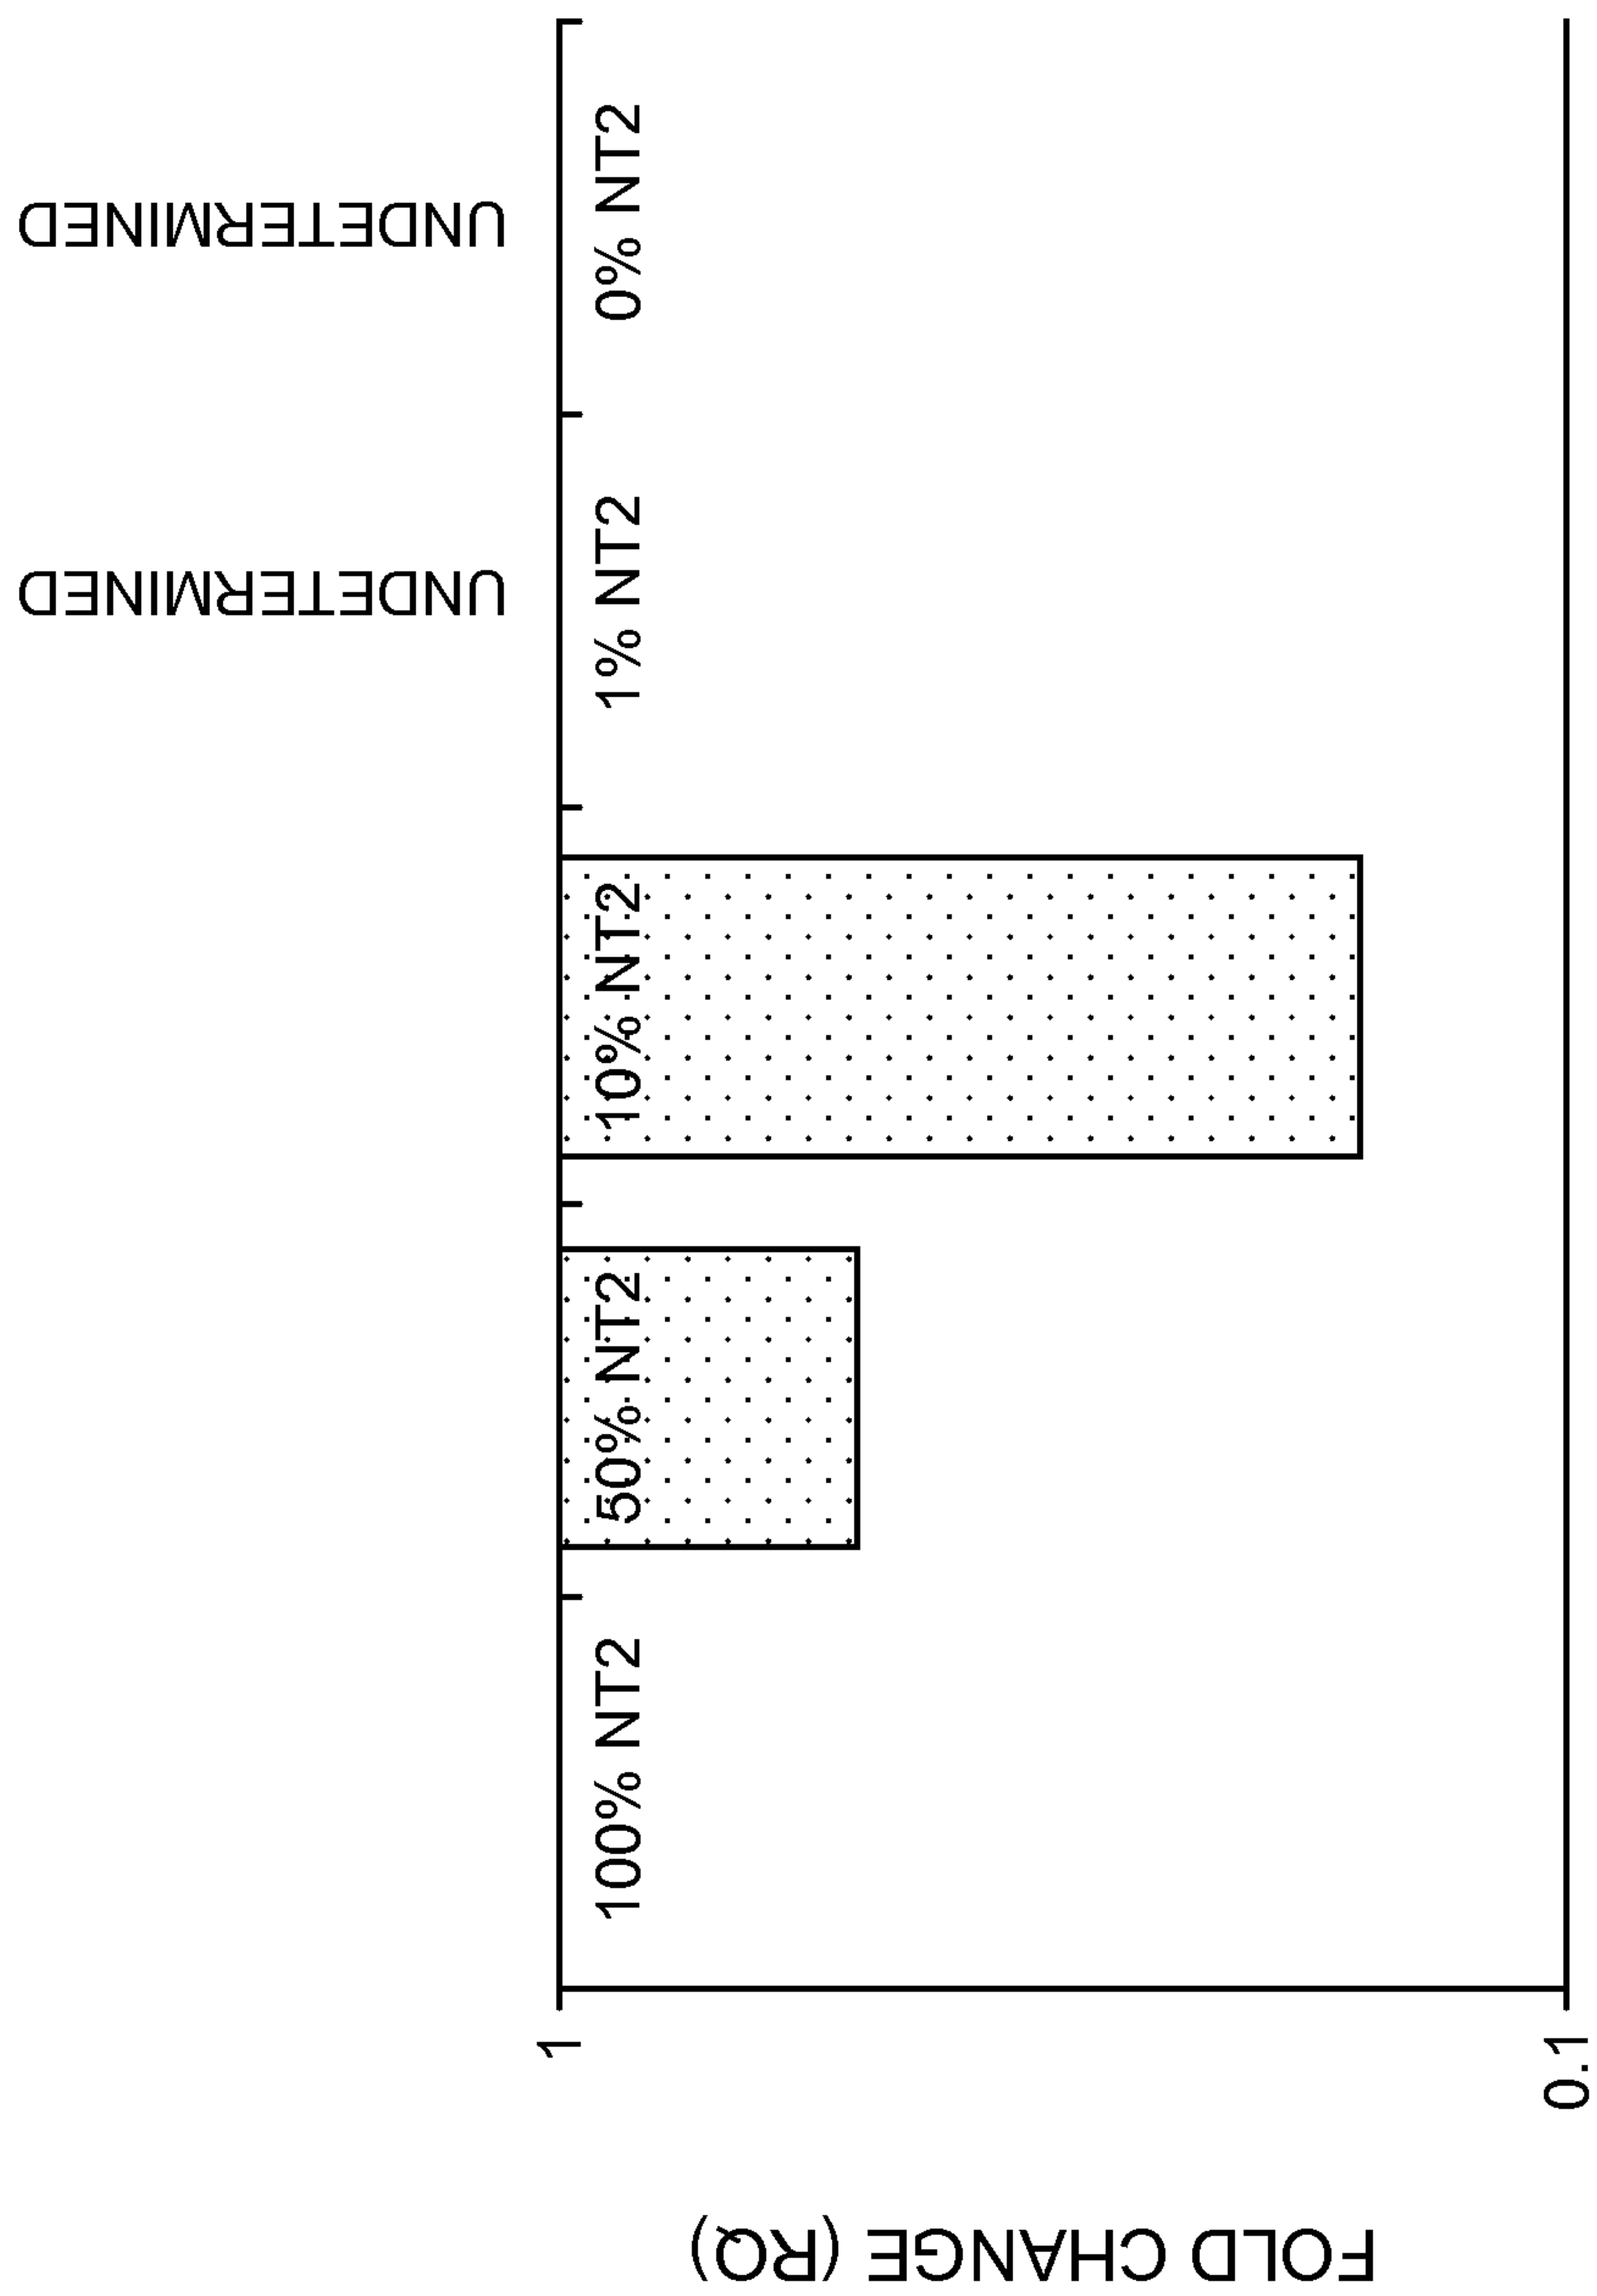 UNDETERMINED
UNDETERMINED
1
100% NT2
50% NT2
10% NT2
1% NT2
0% NT2
0.1
FOLD CHANGE (RQ)